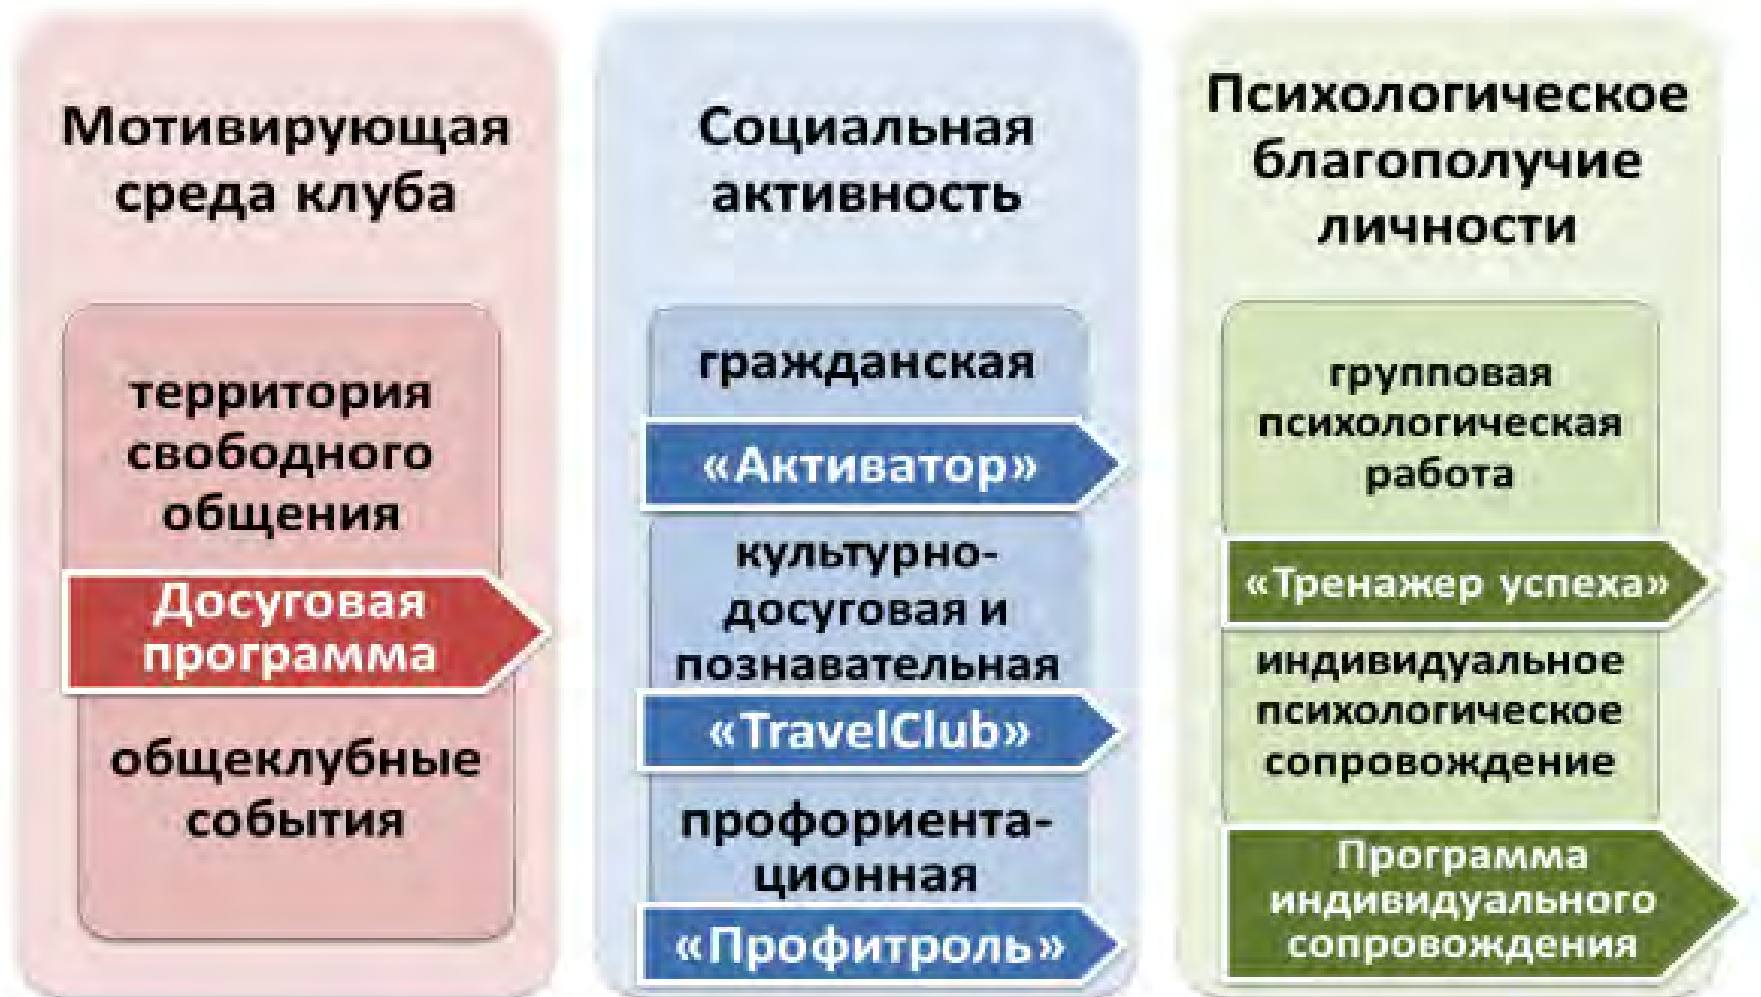 Мотивирующая
среда клуба
территория
свободного
общения
Досуговая
программа
общеклубные
события
Социальная
активность
гражданская
«Активатор»
культурно-
досуговая и
познавательная
«TravelClub»
профориента-
ционная
«Профитроль»
Психологическое
благополучие
личности
групповая
психологическая
работа
«Тренажер успеха»
индивидуальное
психологическое
сопровождение
Программа
индивидуального
сопровождения